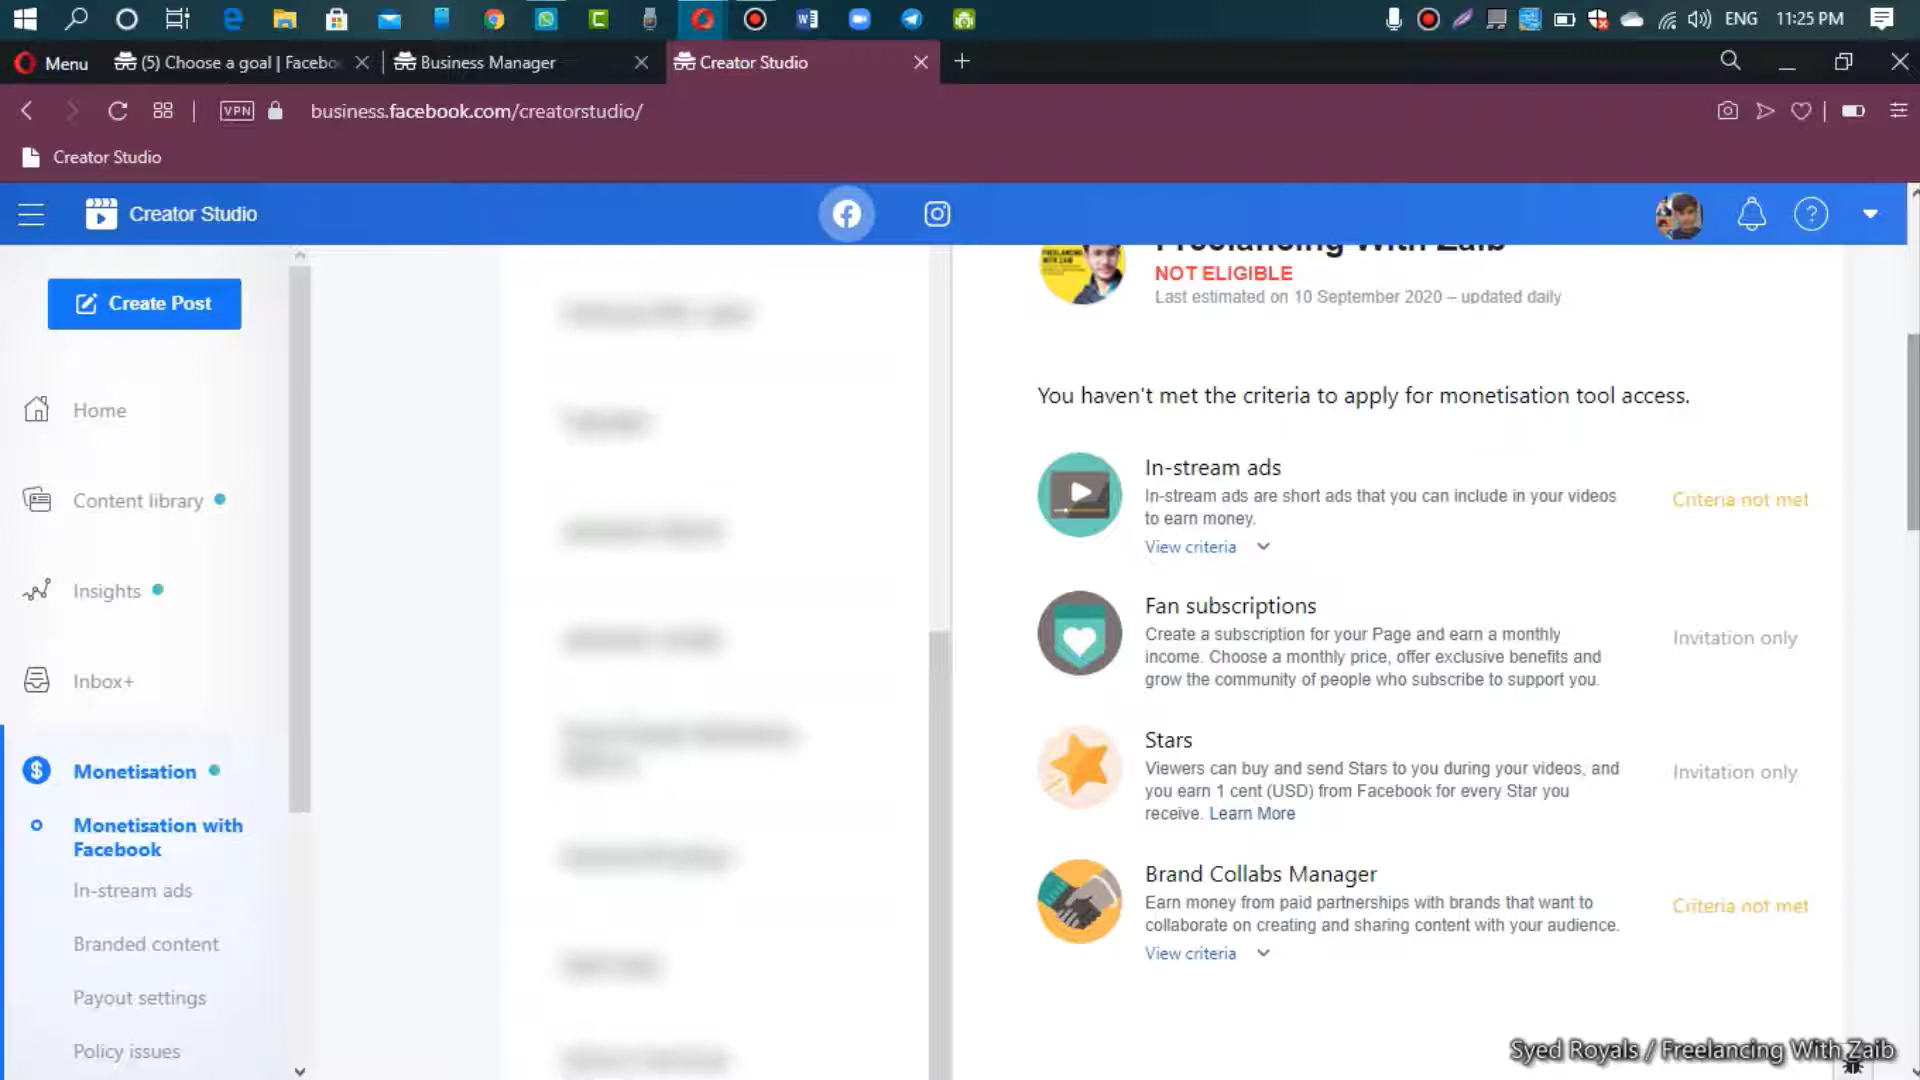 ENG
11:25 PM
Menu
(5) Choose a goal | Facebo
Business Manager
Creator Studio
VPN
business.facebook.com/creatorstudio/
Creator Studio
Creator Studio
Create Post
Home
Content library
Insights
Inbox+
Monetisation
Monetisation with
Facebook
In-stream ads
Branded content
Payout settings
Policy issues
Freelancing With Zaib
NOT ELIGIBLE
Last estimated on 10 September 2020 – updated daily
You haven't met the criteria to apply for monetisation tool access.
In-stream ads
In-stream ads are short ads that you can include in your videos
to earn money.
View criteria
Criteria not met
Fan subscriptions
Create a subscription for your Page and earn a monthly
income. Choose a monthly price, offer exclusive benefits and
grow the community of people who subscribe to support you.
Invitation only
Stars
Viewers can buy and send Stars to you during your videos, and
you earn 1 cent (USD) from Facebook for every Star you
receive. Learn More
Invitation only
Brand Collabs Manager
Earn money from paid partnerships with brands that want to
collaborate on creating and sharing content with your audience.
View criteria
Criteria not met
Syed Royals / Freelancing With Zaib